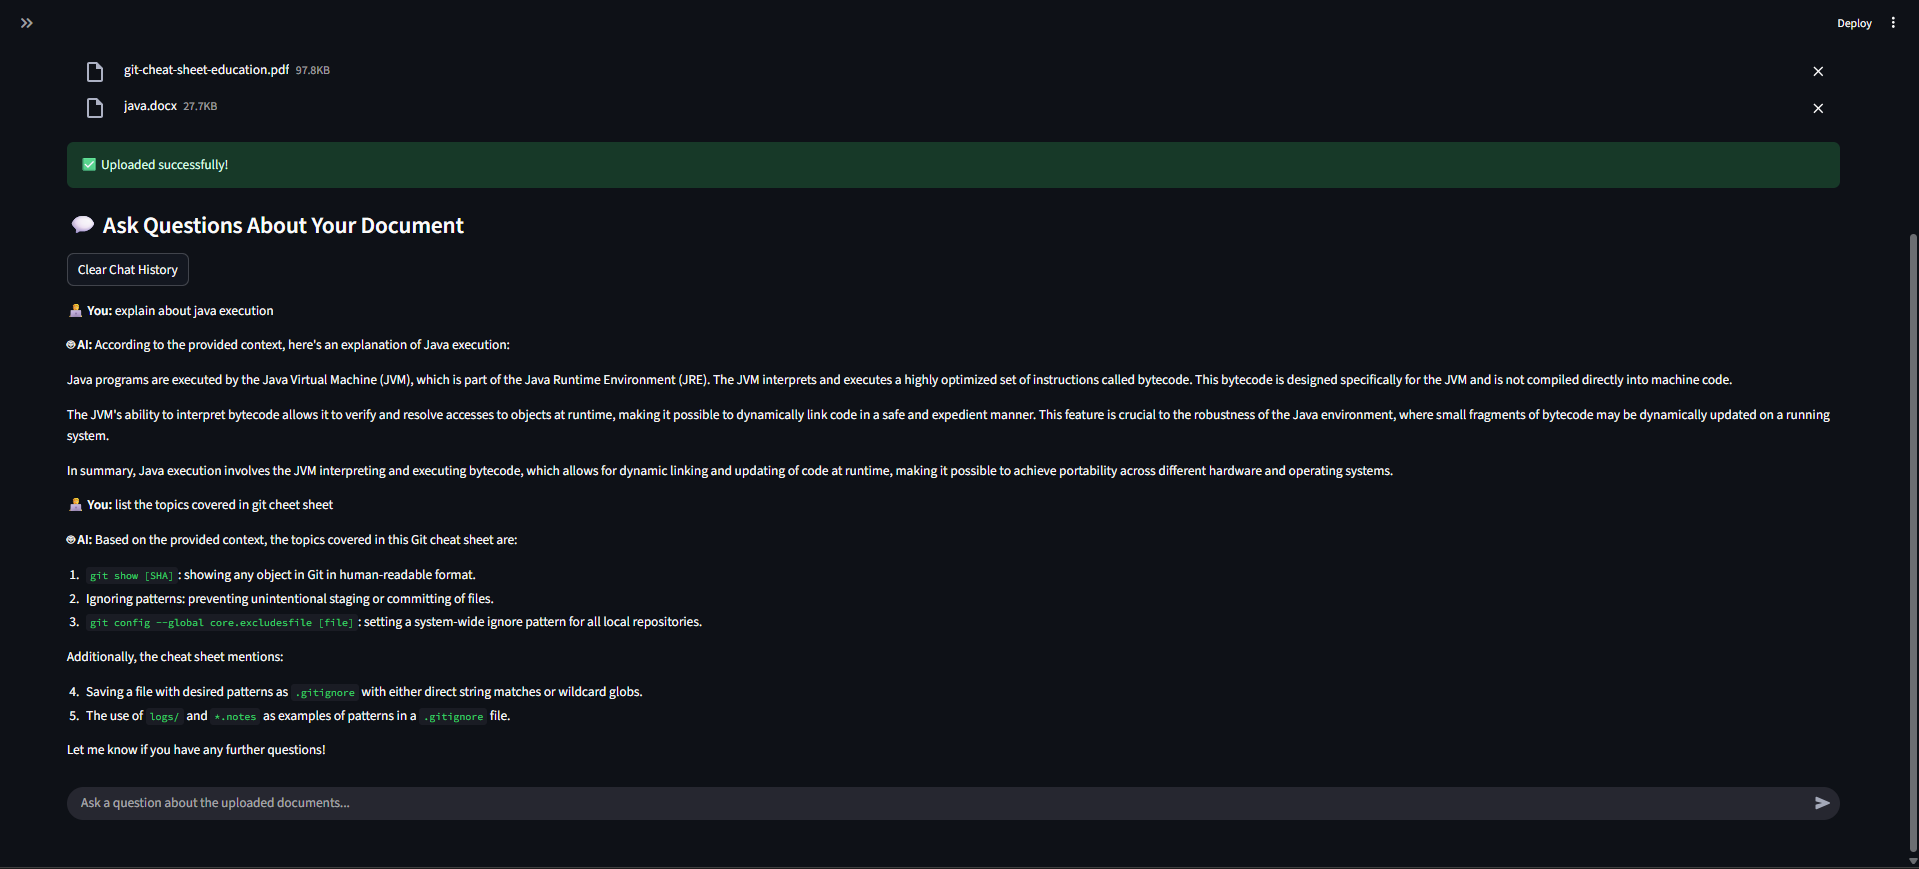 Deploy
git-cheat-sheet-education.pdf 97.8KB
java.docx 27.7KB
Uploaded successfully!
Ask Questions About Your Document
Clear Chat History
You: explain about java execution
AI: According to the provided context, here's an explanation of Java execution:
Java programs are executed by the Java Virtual Machine (JVM), which is part of the Java Runtime Environment (JRE). The JVM interprets and executes a highly optimized set of instructions called bytecode. This bytecode is designed specifically for the JVM and is not compiled directly into machine code.
The JVM's ability to interpret bytecode allows it to verify and resolve accesses to objects at runtime, making it possible to dynamically link code in a safe and expedient manner. This feature is crucial to the robustness of the Java environment, where small fragments of bytecode may be dynamically updated on a running
system.
In summary, Java execution involves the JVM interpreting and executing bytecode, which allows for dynamic linking and updating of code at runtime, making it possible to achieve portability across different hardware and operating systems.
You: list the topics covered in git cheet sheet
AI: Based on the provided context, the topics covered in this Git cheat sheet are:
1. git show [SHA] : showing any object in Git in human-readable format.
2. Ignoring patterns: preventing unintentional staging or committing of files.
3. git config --global core.excludesfile [file] : setting a system-wide ignore pattern for all local repositories.
Additionally, the cheat sheet mentions:
4. Saving a file with desired patterns as .gitignore with either direct string matches or wildcard globs.
5. The use of logs/ and *.notes as examples of patterns in a .gitignore file.
Let me know if you have any further questions!
Ask a question about the uploaded documents...